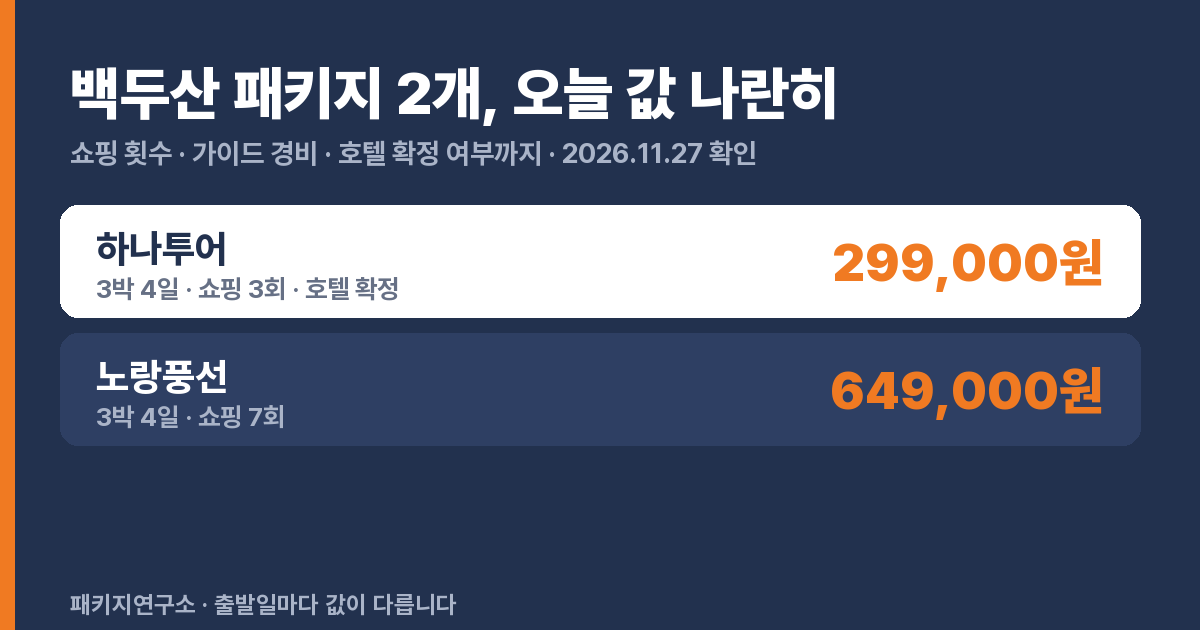 백두산 패키지 2개, 오늘 값 나란히
쇼핑 횟수 · 가이드 경비 · 호텔 확정 여부까지 · 2026.11.27 확인
하나투어
299,000원
3박 4일 · 쇼핑 3회 · 호텔 확정
노랑풍선
649,000원
3박 4일 · 쇼핑 7회
패키지연구소 · 출발일마다 값이 다릅니다